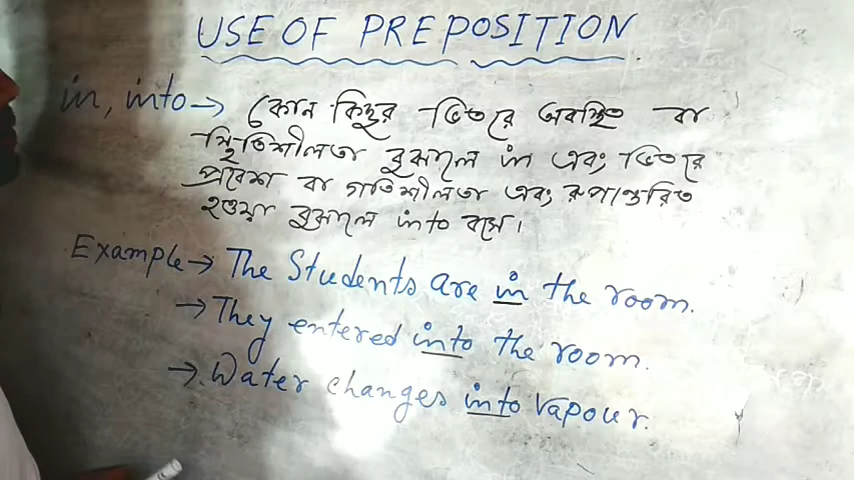 USE OF PREPOSITION.
in, into → কোন কিছুর ভিতরে অবস্থিত বা
স্থিতিশীলতা বুঝালে in এবং ভিতরে
প্রবেশ বা গতিশীলতা এবং রুপান্তরিত
হওয়া বুঝালে into বসে।
Example → The Students are in the room.
→ They entered into the room.
→ Water changes into Vapour.